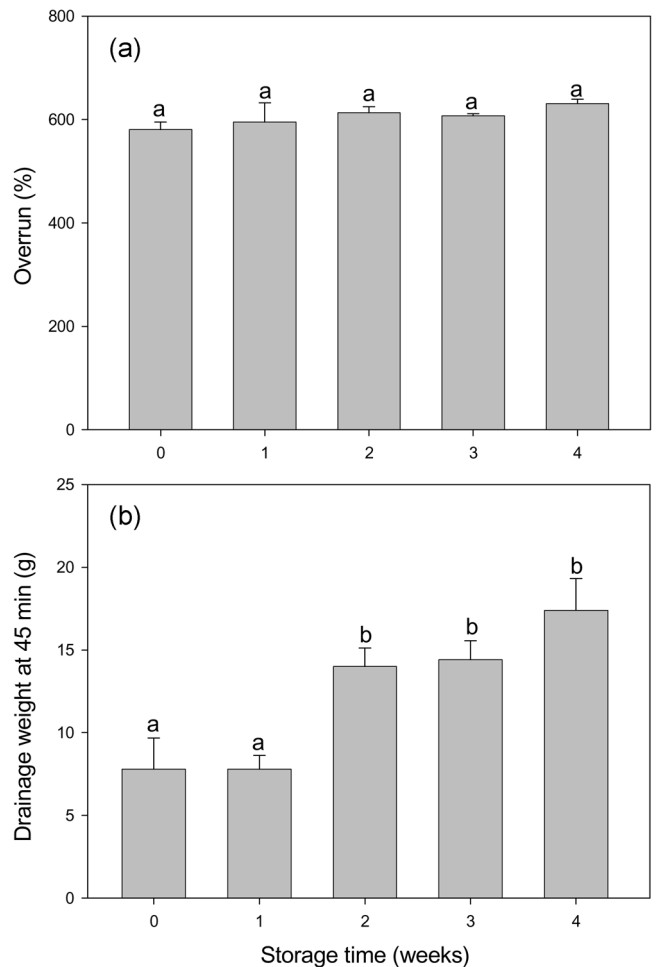 800
(a)
a
a
a
a
a
600
Overrun (%)
400
200
0
0 1 2 3 4
25
(b)
20
b
b
b
Drainage weight at 45 min (g)
15
a
a
10
5
0
0 1 2 3 4
Storage time (weeks)